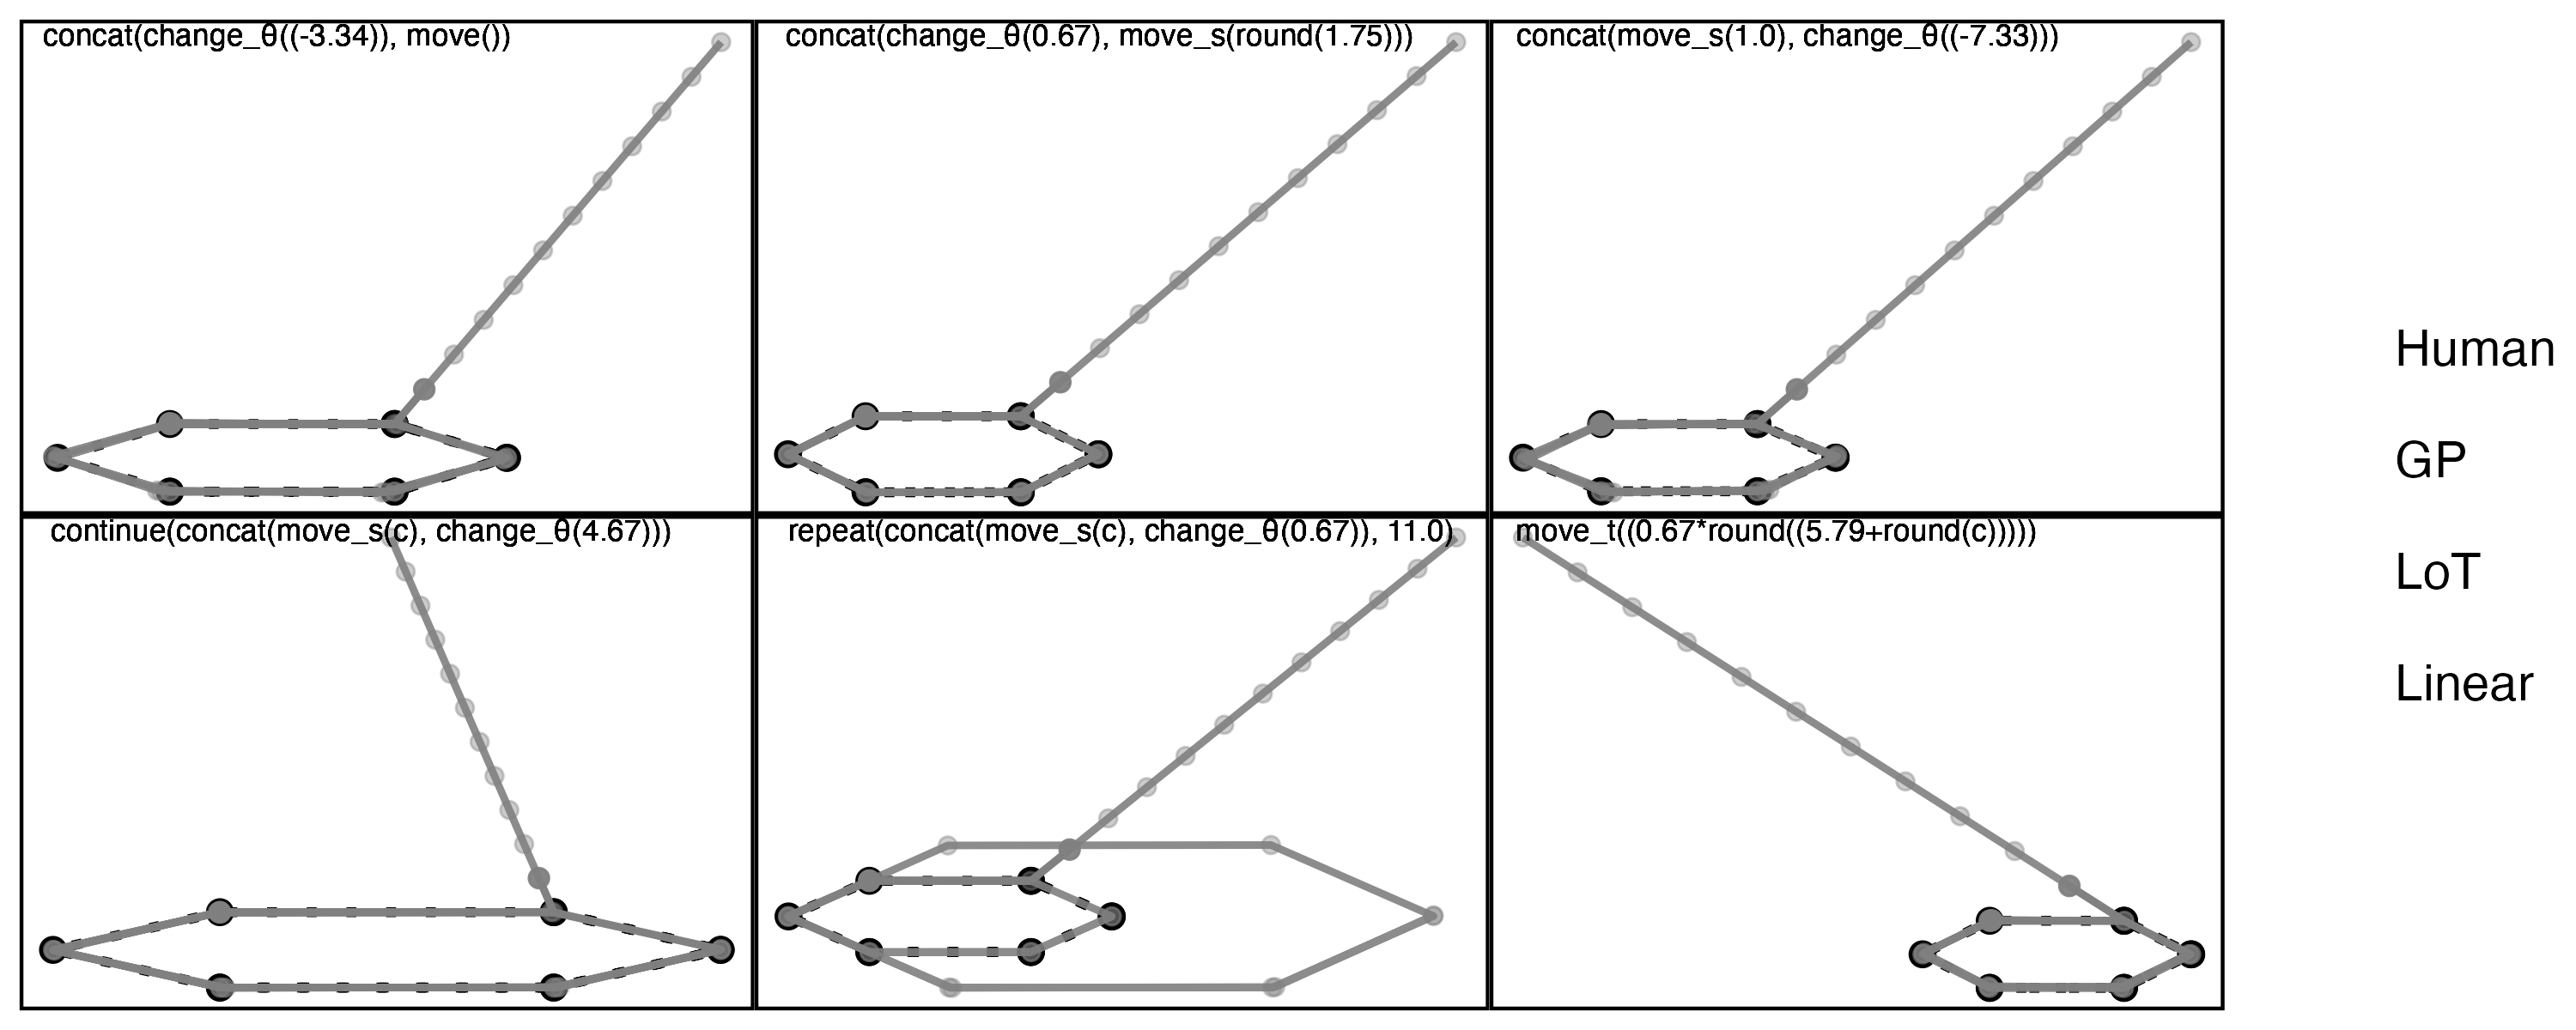 concat(change_θ((-3.34)), move())
concat(change_θ(0.67), move_s(round(1.75)))
concat(move_s(1.0), change_θ((-7.33)))
continue(concat(move_s(c), change_θ(4.67)))
repeat(concat(move_s(c), change_θ(0.67)), 11.0)
move_t((0.67*round((5.79+round(c)))))
Human
GP
LoT
Linear